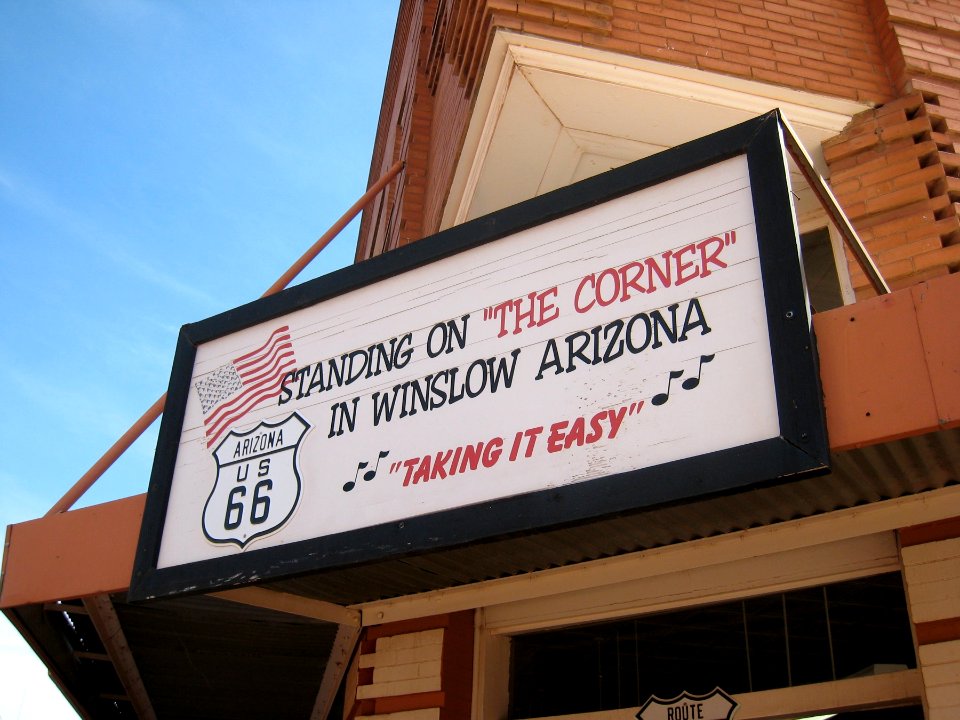 STANDING ON "THE CORNER"
IN WINSLOW ARIZONA
"TAKING IT EASY"
ARIZONA
US
66
ROUTE